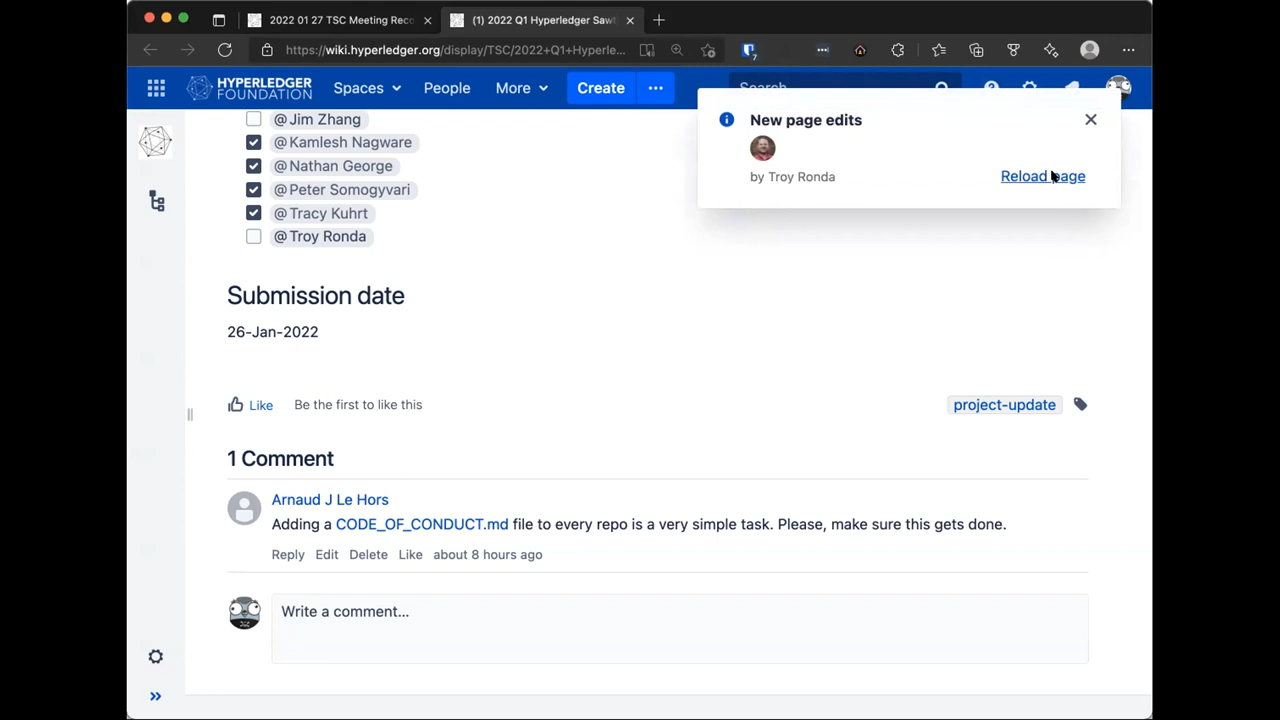 2022 01 27 TSC Meeting Reco
(1) 2022 Q1 Hyperledger Sawt
https://wiki.hyperledger.org/display/TSC/2022+Q1+Hyperle...
7
HYPERLEDGER
FOUNDATION
Spaces
People
More
Create
Search
New page edits
by Troy Ronda
Reload page
@Jim Zhang
@Kamlesh Nagware
@Nathan George
@Peter Somogyvari
@Tracy Kuhrt
@Troy Ronda
Submission date
26-Jan-2022
Like
Be the first to like this
project-update
1 Comment
Arnaud J Le Hors
Adding a CODE_OF_CONDUCT.md file to every repo is a very simple task. Please, make sure this gets done.
Reply Edit Delete Like about 8 hours ago
Write a comment…